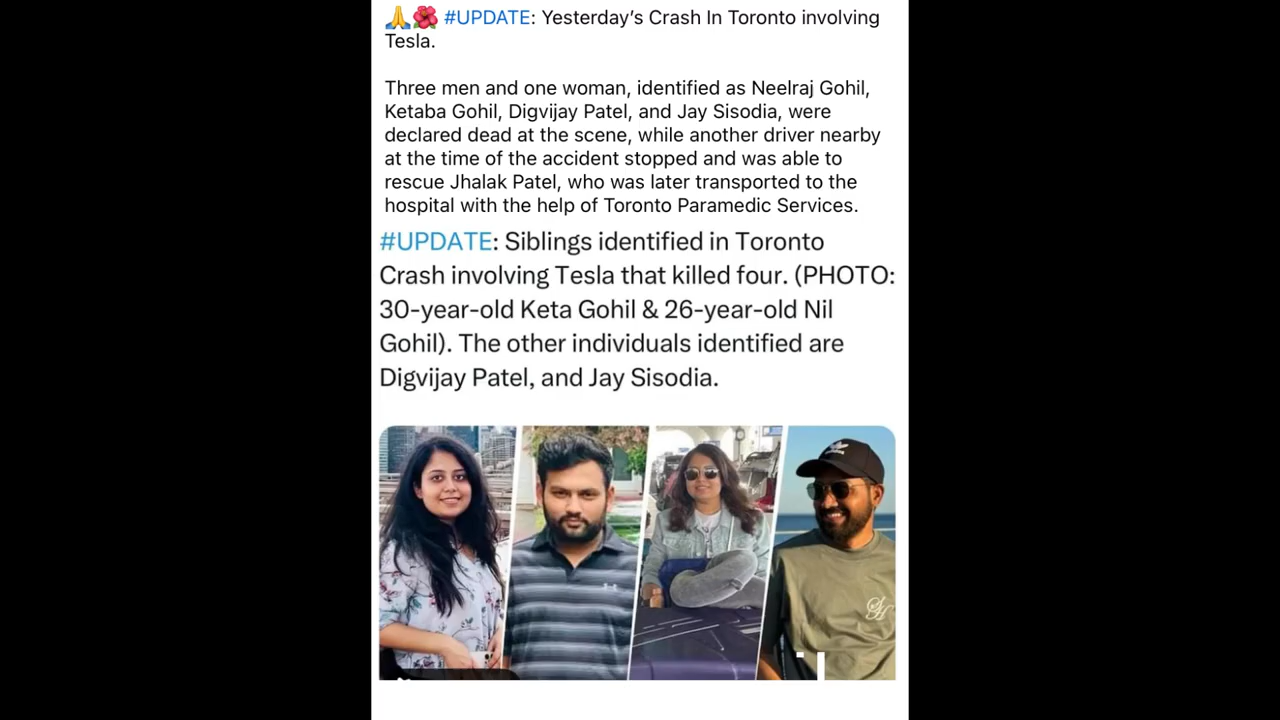 🙏🌺 #UPDATE: Yesterday’s Crash In Toronto involving
Tesla.
Three men and one woman, identified as Neelraj Gohil,
Ketaba Gohil, Digvijay Patel, and Jay Sisodia, were
declared dead at the scene, while another driver nearby
at the time of the accident stopped and was able to
rescue Jhalak Patel, who was later transported to the
hospital with the help of Toronto Paramedic Services.
#UPDATE: Siblings identified in Toronto
Crash involving Tesla that killed four. (PHOTO:
30-year-old Keta Gohil & 26-year-old Nil
Gohil). The other individuals identified are
Digvijay Patel, and Jay Sisodia.